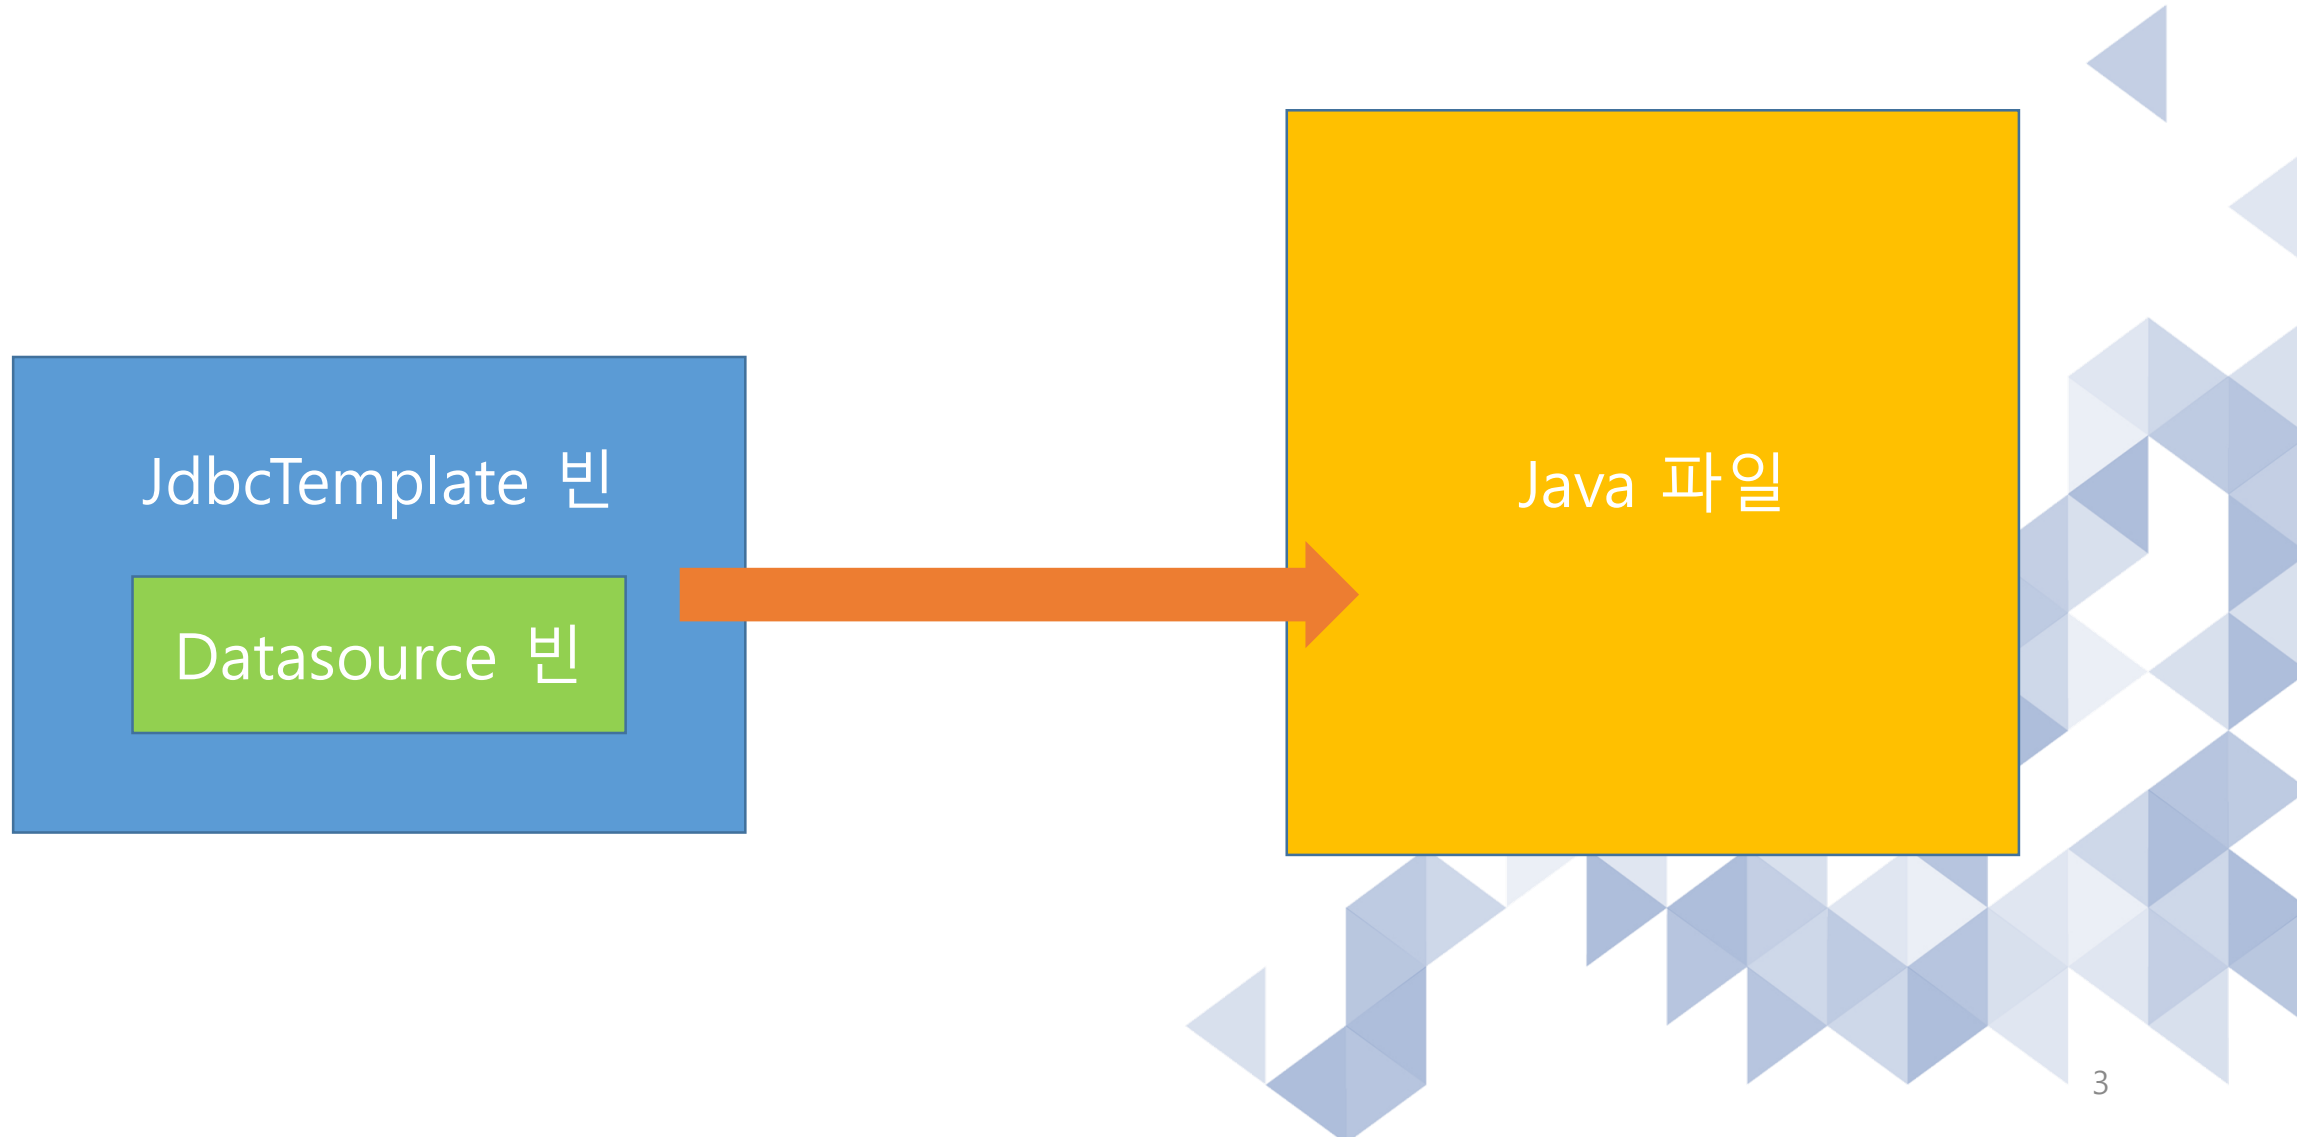 JdbcTemplate 빈
Datasource 빈
Java 파일
3